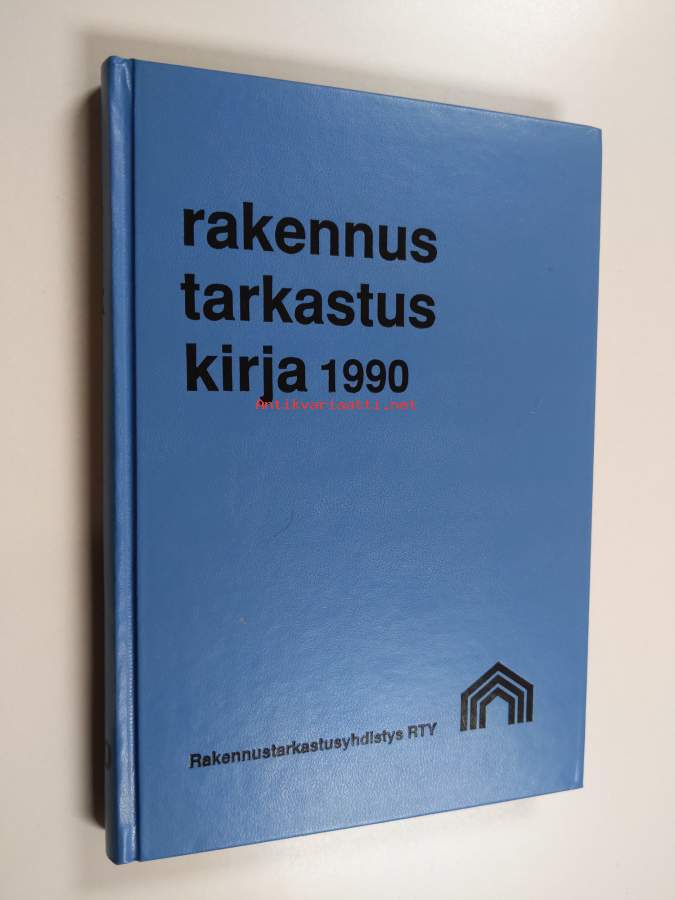 rakennus
tarkastus
kirja 1990
Antikvariaatti.net
Rakennustarkastusyhdistys RTY